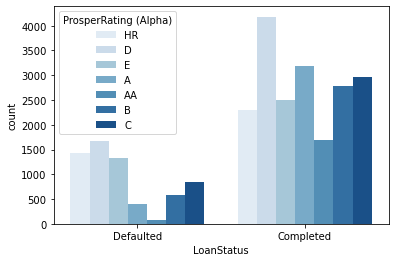 ProsperRating (Alpha)
HR
D
E
A
AA
B
C
4000
3500
3000
2500
2000
1500
1000
500
0
count
Defaulted Completed
LoanStatus